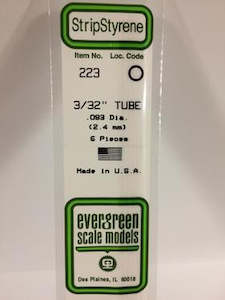 StripStyrene
Item No. Loc. Code
223
3/32" TUBE
.093 Dia.
(2.4 mm)
6 Pieces
Made in U.S.A.
evergreen
scale models
Des Plaines, IL 60018